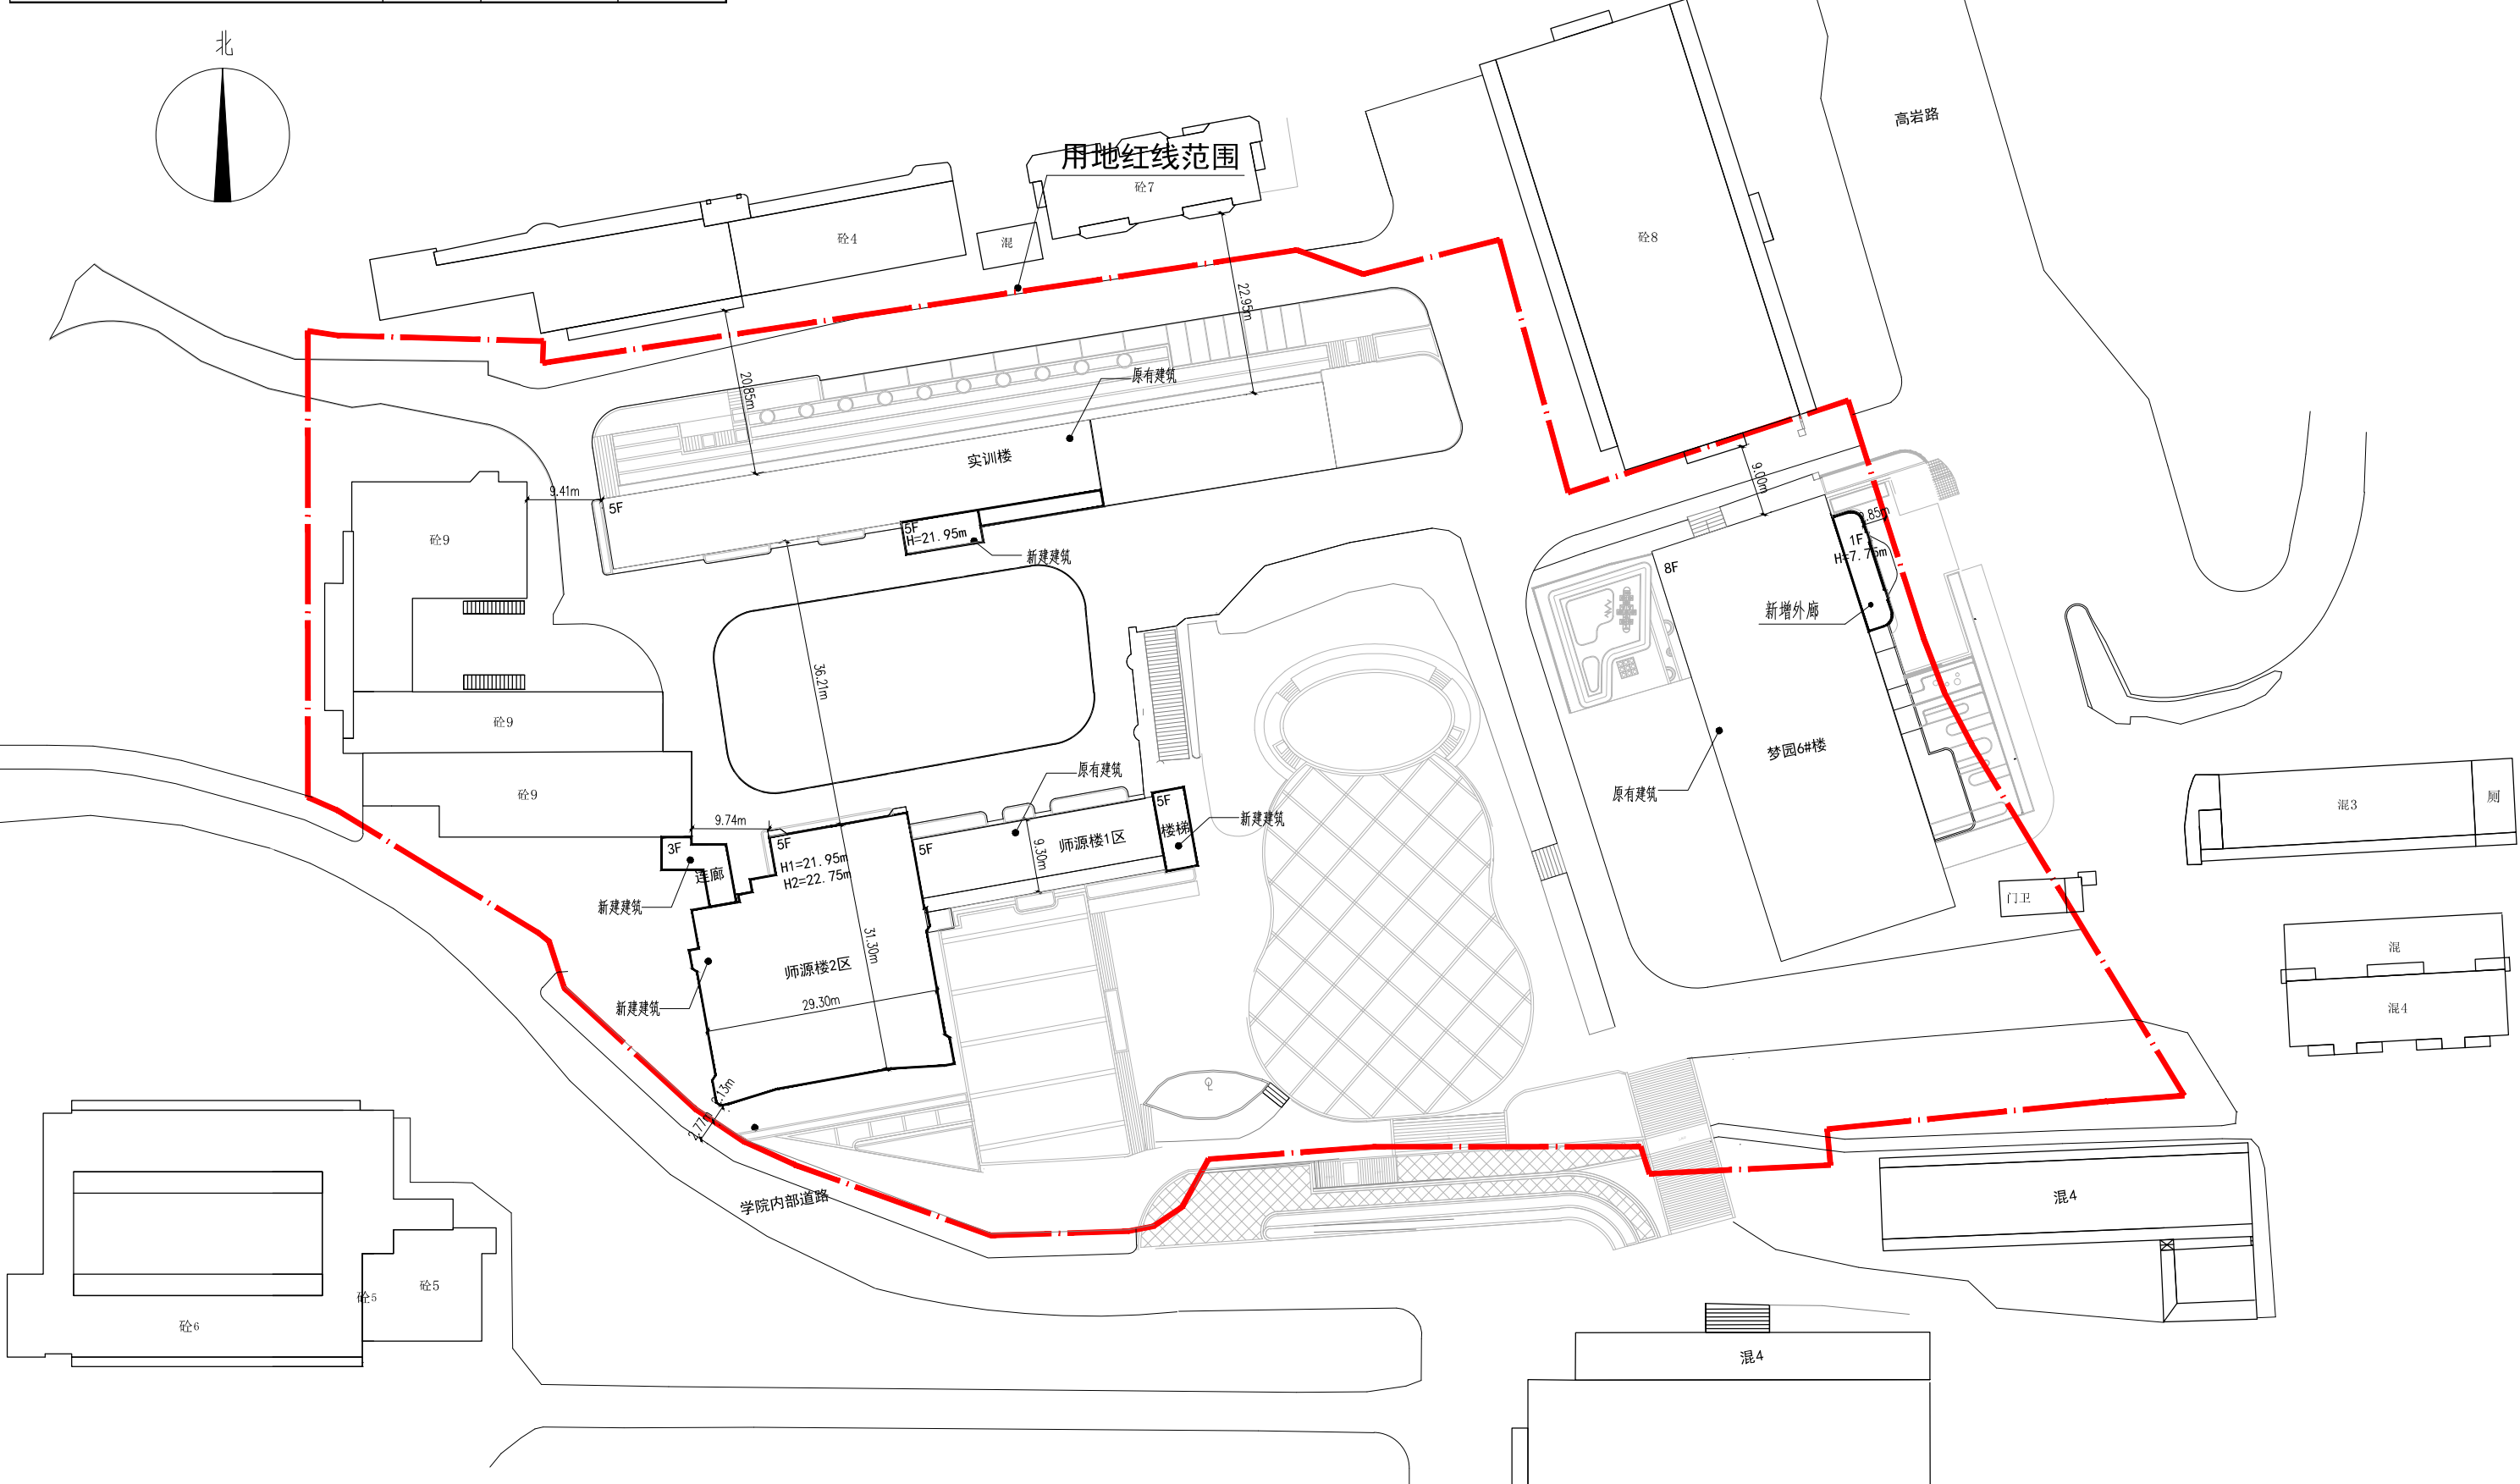 北
高岩路
用地红线范围
砼7
砼4
混
砼8
22.95m
20.85m
原有建筑
实训楼
9.41m
5F
5F
H=21.95m
新建建筑
砼9
9.00m
1F
H=7.75m
8F
新增外廊
36.21m
砼9
梦园6#楼
原有建筑
原有建筑
砼9
混3
厕
9.74m
5F
新建建筑
楼梯
3F
连廊
5F
H1=21.95m
H2=22.75m
5F
师源楼1区
9.30m
新建建筑
门卫
31.30m
师源楼2区
29.30m
新建建筑
混
混4
2.77m
学院内部道路
混4
砼5
砼5
砼6
混4